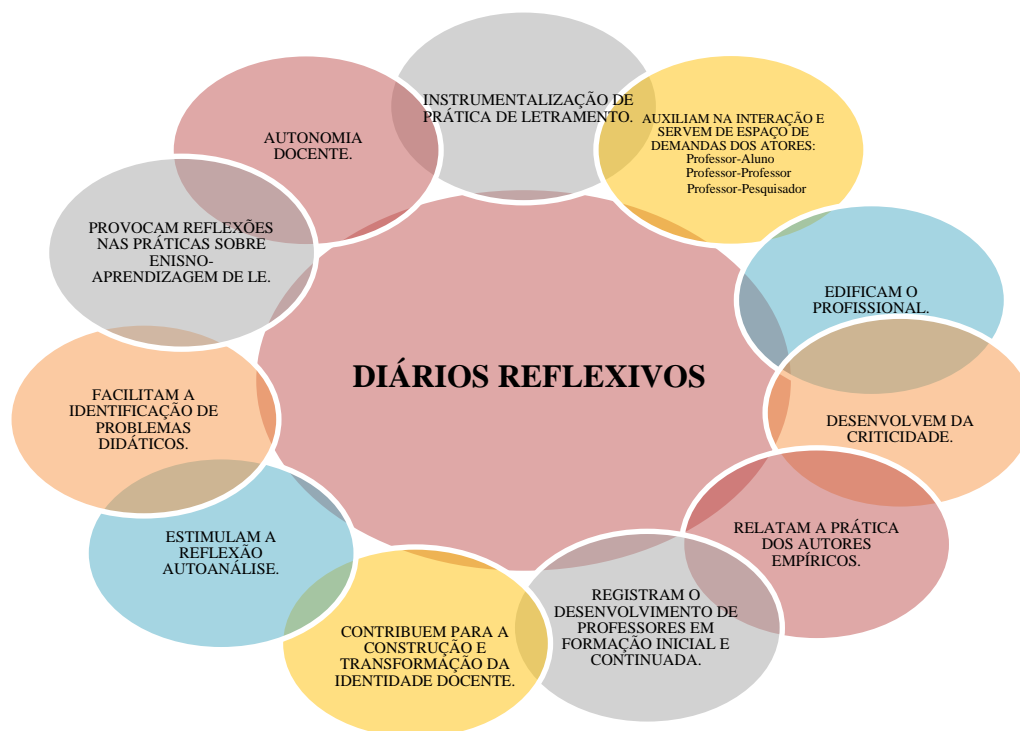 INSTRUMENTALIZAÇÃO DE
PRÁTICA DE LETRAMENTO.
AUXILIAM NA INTERAÇÃO E
SERVEM DE ESPAÇO DE
DEMANDAS DOS ATORES:
Professor-Aluno
Professor-Professor
Professor-Pesquisador
EDIFICAM O
PROFISSIONAL.
DESENVOLVEM DA
CRITICIDADE.
RELATAM A PRÁTICA
DOS AUTORES
EMPÍRICOS.
REGISTRAM O
DESENVOLVIMENTO DE
PROFESSORES EM
FORMAÇÃO INICIAL E
CONTINUADA.
CONTRIBUEM PARA A
CONSTRUÇÃO E
TRANSFORMAÇÃO DA
IDENTIDADE DOCENTE.
ESTIMULAM A
REFLEXÃO
AUTOANÁLISE.
FACILITAM A
IDENTIFICAÇÃO DE
PROBLEMAS
DIDÁTICOS.
PROVOCAM REFLEXÕES
NAS PRÁTICAS SOBRE
ENISNO-
APRENDIZAGEM DE LE.
AUTONOMIA
DOCENTE.
DIÁRIOS REFLEXIVOS